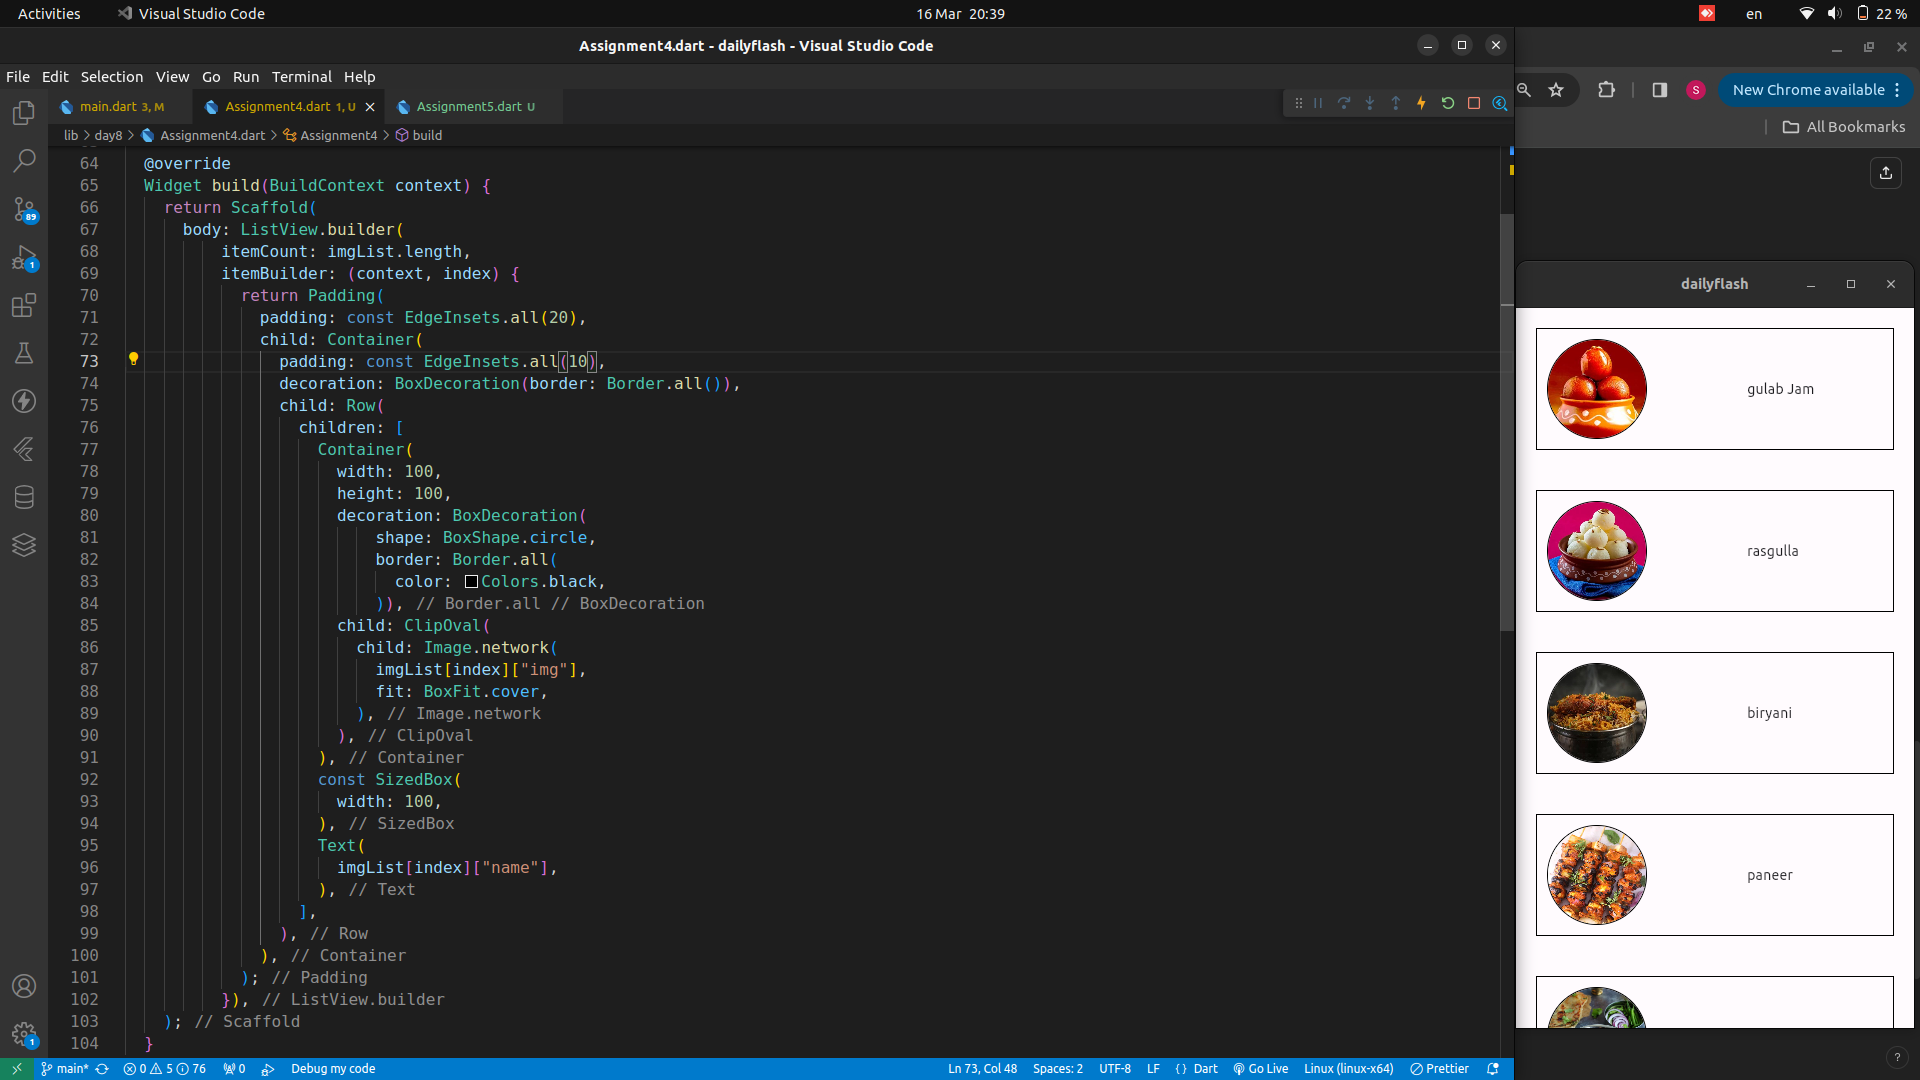 Activities
Visual Studio Code
16 Mar 20:39
en
22 %
Assignment4.dart - dailyflash - Visual Studio Code
File Edit Selection View Go Run Terminal Help
main.dart 3, M
Assignment4.dart 1, U
Assignment5.dart U
lib > day8 > Assignment4.dart > Assignment4 > build
64 @override
65 Widget build(BuildContext context) {
66 return Scaffold(
67 body: ListView.builder(
68 itemCount: imgList.length,
69 itemBuilder: (context, index) {
70 return Padding(
71 padding: const EdgeInsets.all(20),
72 child: Container(
73 padding: const EdgeInsets.all(10),
74 decoration: BoxDecoration(border: Border.all()),
75 child: Row(
76 children: [
77 Container(
78 width: 100,
79 height: 100,
80 decoration: BoxDecoration(
81 shape: BoxShape.circle,
82 border: Border.all(
83 color: Colors.black,
84 )), // Border.all // BoxDecoration
85 child: ClipOval(
86 child: Image.network(
87 imgList[index]["img"],
88 fit: BoxFit.cover,
89 ), // Image.network
90 ), // ClipOval
91 ), // Container
92 const SizedBox(
93 width: 100,
94 ), // SizedBox
95 Text(
96 imgList[index]["name"],
97 ), // Text
98 ],
99 ), // Row
100 ), // Container
101 ); // Padding
102 }), // ListView.builder
103 ); // Scaffold
104 }
89
1
1
main* 0 5 76 0 Debug my code
Ln 73, Col 48 Spaces: 2 UTF-8 LF {} Dart Go Live Linux (linux-x64) Prettier
S
New Chrome available
All Bookmarks
dailyflash
gulab Jam
rasgulla
biryani
paneer
?